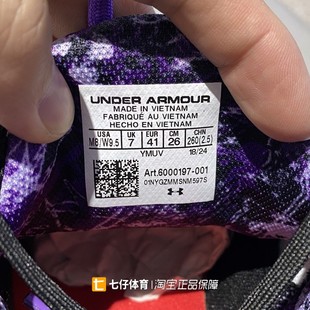 UNDER ARMOUR
MADE IN VIETNAM
FABRIQUÉ AU VIETNAM
HECHO EN VIETNAM
USA UK EUR CM CHN
M8/W9.5 7 41 26 260(2.5)
YMUV 18/24
Art.6000197-001
01NYGZMMSNM597S
七仔体育 淘宝正品保障